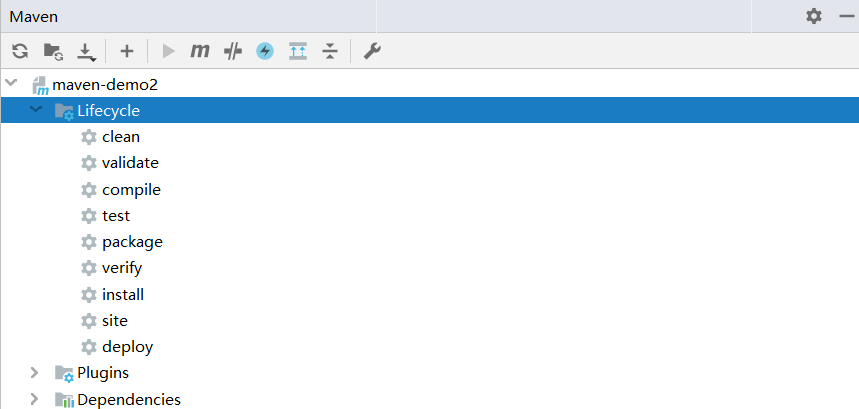 Maven
m
maven-demo2
Lifecycle
clean
validate
compile
test
package
verify
install
site
deploy
Plugins
Dependencies